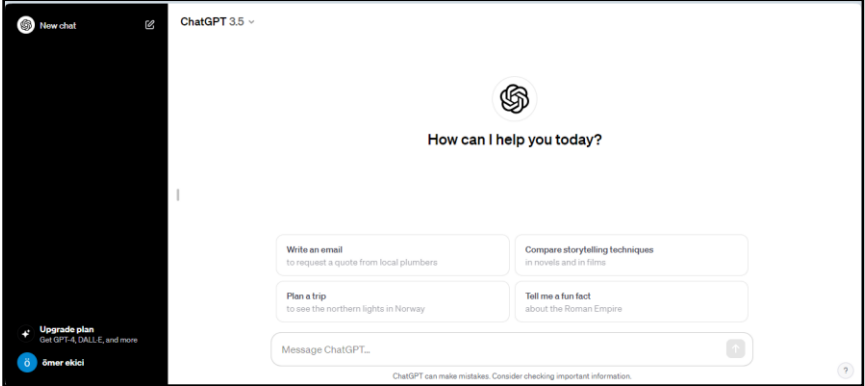 New chat
ChatGPT 3.5
How can I help you today?
Write an email
to request a quote from local plumbers
Compare storytelling techniques
in novels and in films
Plan a trip
to see the northern lights in Norway
Tell me a fun fact
about the Roman Empire
Upgrade plan
Get GPT-4, DALL·E, and more
ö
ömer ekici
Message ChatGPT...
ChatGPT can make mistakes. Consider checking important information.
?